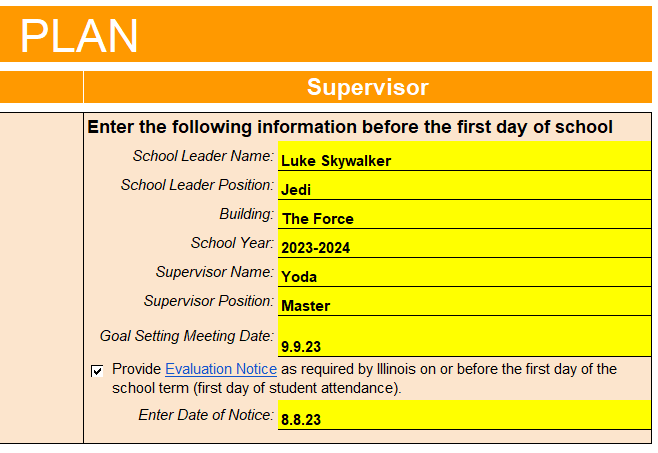 PLAN
Supervisor
Enter the following information before the first day of school
School Leader Name: Luke Skywalker
School Leader Position: Jedi
Building: The Force
School Year: 2023-2024
Supervisor Name: Yoda
Supervisor Position: Master
Goal Setting Meeting Date: 9.9.23
Provide Evaluation Notice as required by Illinois on or before the first day of the
school term (first day of student attendance).
Enter Date of Notice: 8.8.23